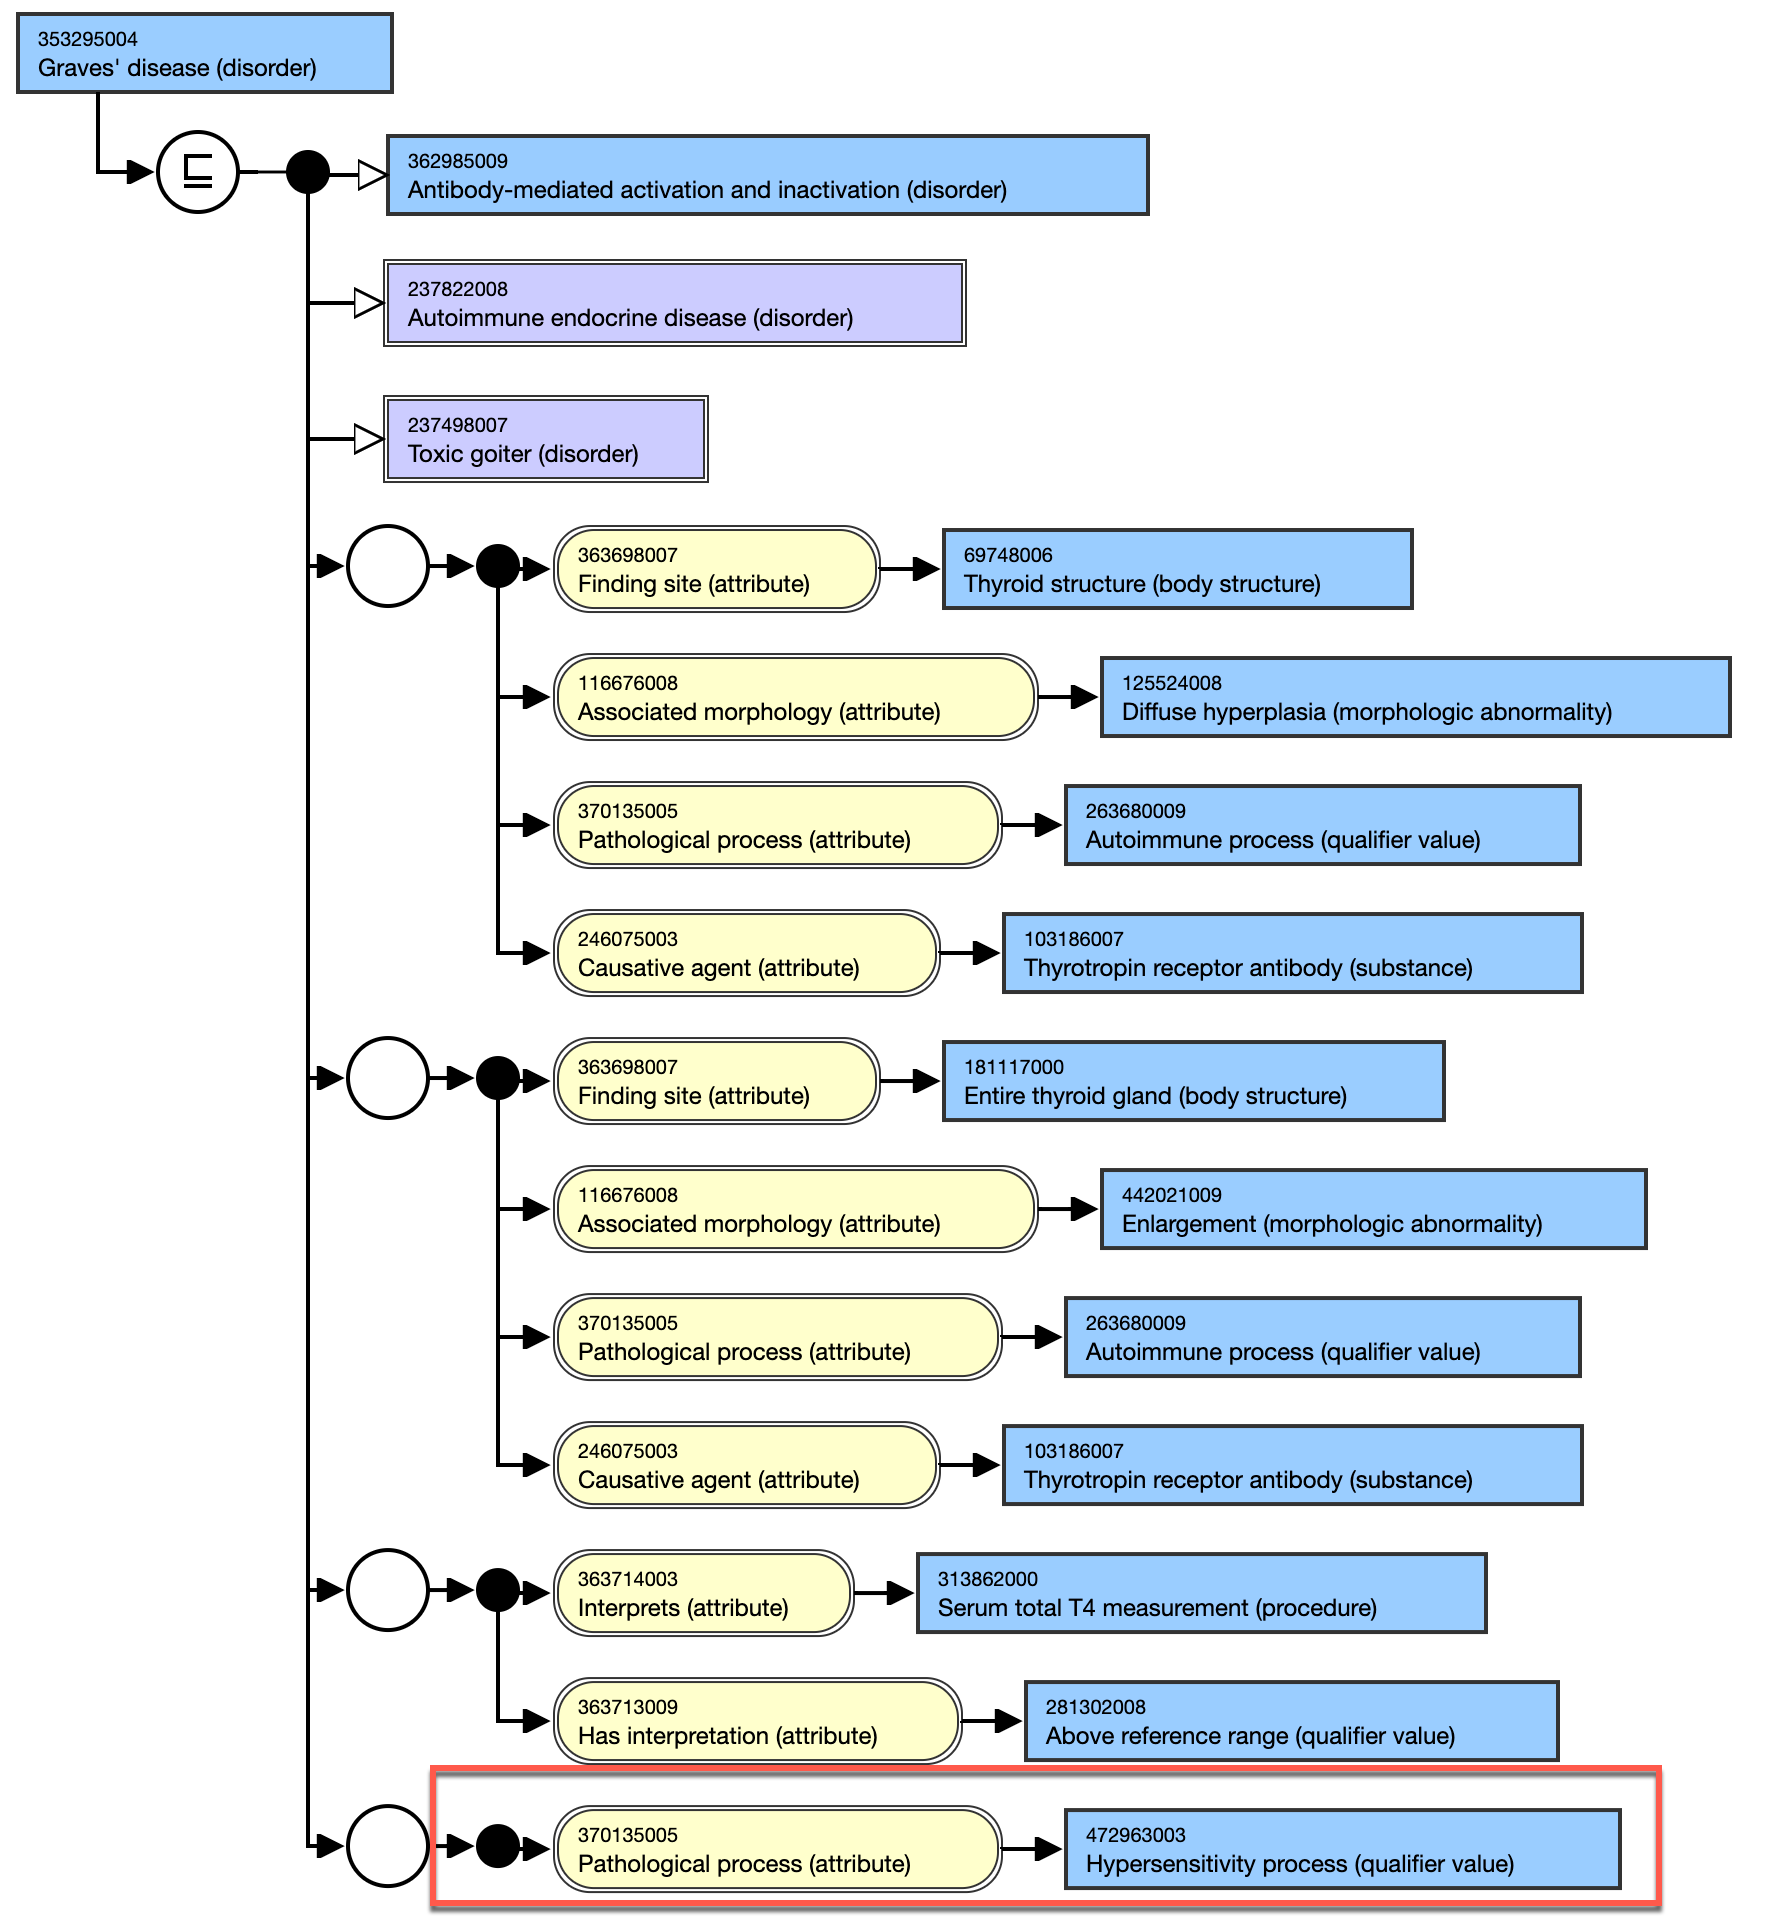 353295004
Graves' disease (disorder)
⊑
362985009
Antibody-mediated activation and inactivation (disorder)
237822008
Autoimmune endocrine disease (disorder)
237498007
Toxic goiter (disorder)
363698007
Finding site (attribute)
69748006
Thyroid structure (body structure)
116676008
Associated morphology (attribute)
125524008
Diffuse hyperplasia (morphologic abnormality)
370135005
Pathological process (attribute)
263680009
Autoimmune process (qualifier value)
246075003
Causative agent (attribute)
103186007
Thyrotropin receptor antibody (substance)
363698007
Finding site (attribute)
181117000
Entire thyroid gland (body structure)
116676008
Associated morphology (attribute)
442021009
Enlargement (morphologic abnormality)
370135005
Pathological process (attribute)
263680009
Autoimmune process (qualifier value)
246075003
Causative agent (attribute)
103186007
Thyrotropin receptor antibody (substance)
363714003
Interprets (attribute)
313862000
Serum total T4 measurement (procedure)
363713009
Has interpretation (attribute)
281302008
Above reference range (qualifier value)
370135005
Pathological process (attribute)
472963003
Hypersensitivity process (qualifier value)